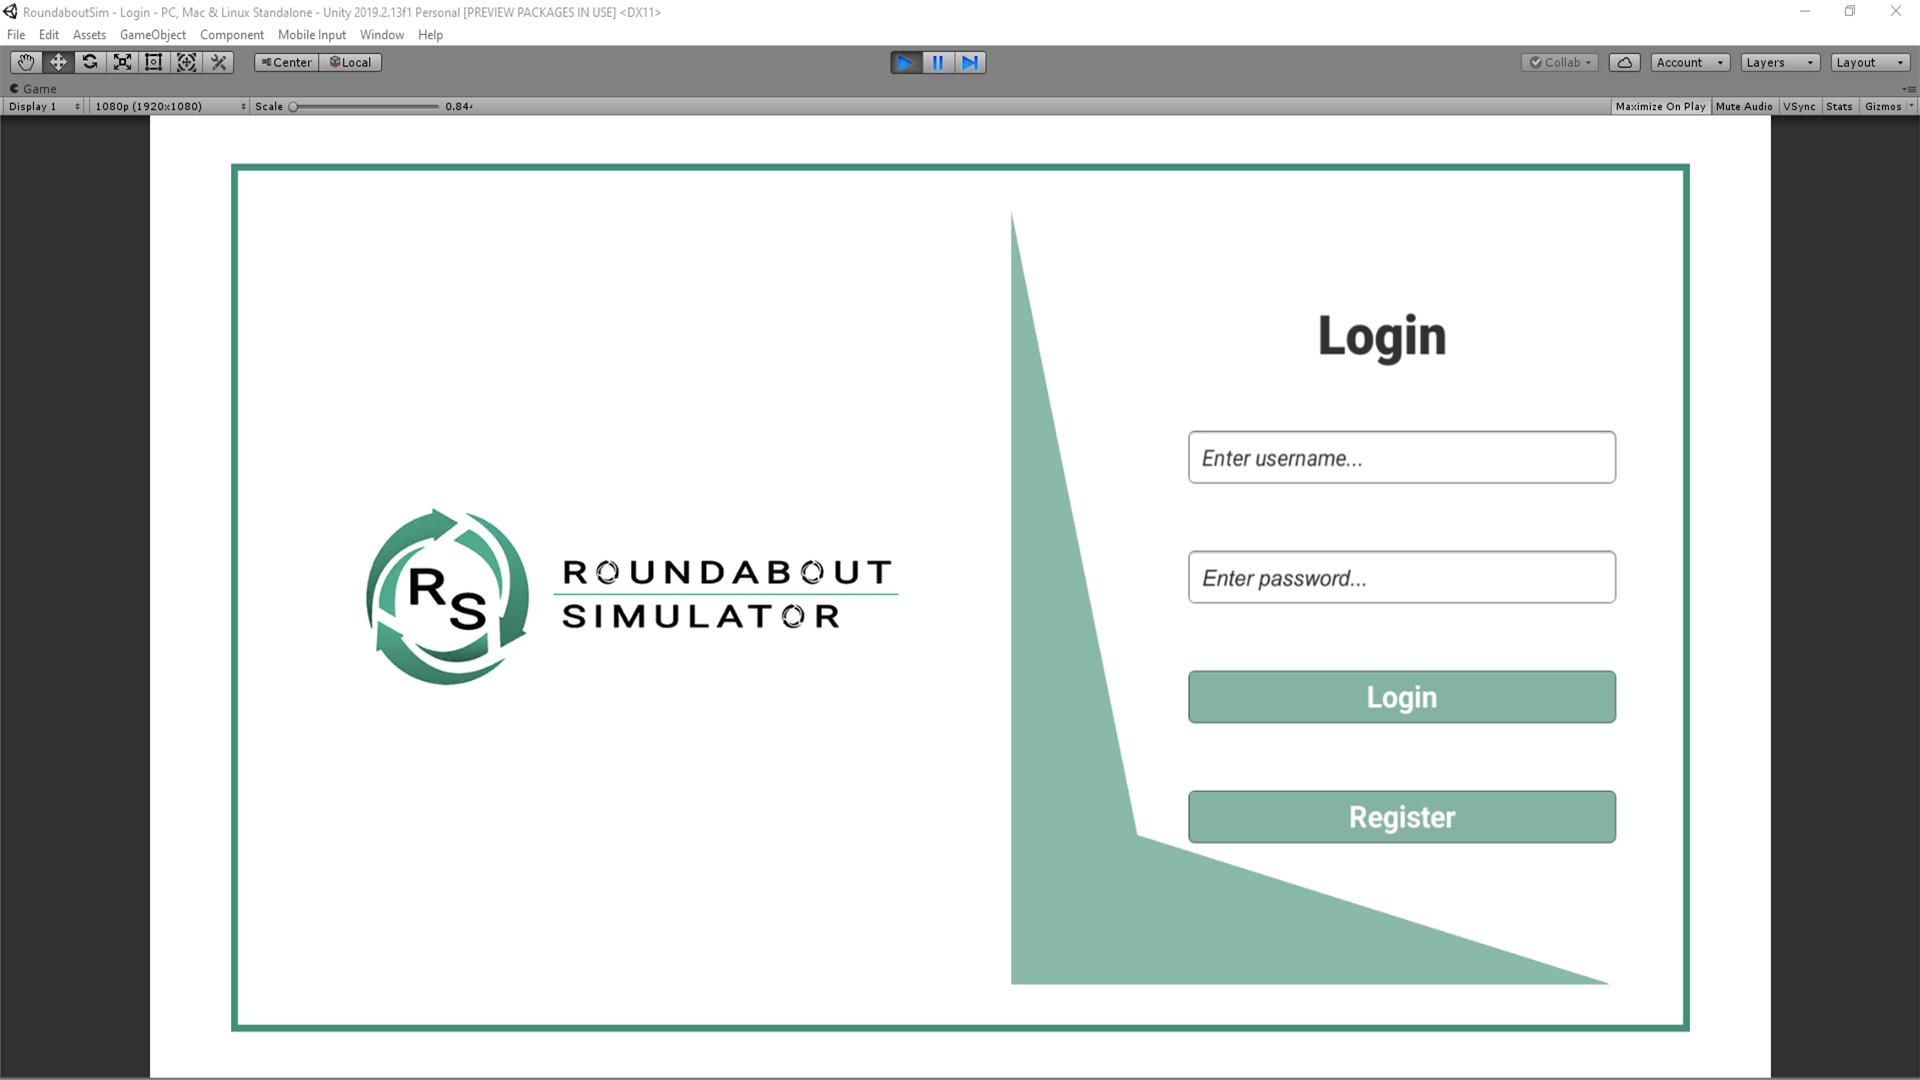 RoundaboutSim - Login - PC, Mac & Linux Standalone - Unity 2019.2.13f1 Personal [PREVIEW PACKAGES IN USE] <DX11>
File Edit Assets GameObject Component Mobile Input Window Help
Center Local Collab Account Layers Layout
Game
Display 1 1080p (1920x1080) Scale 0.84 Maximize On Play Mute Audio VSync Stats Gizmos
Login
Enter username...
RS
ROUNDABOUT
SIMULATOR
Enter password...
Login
Register